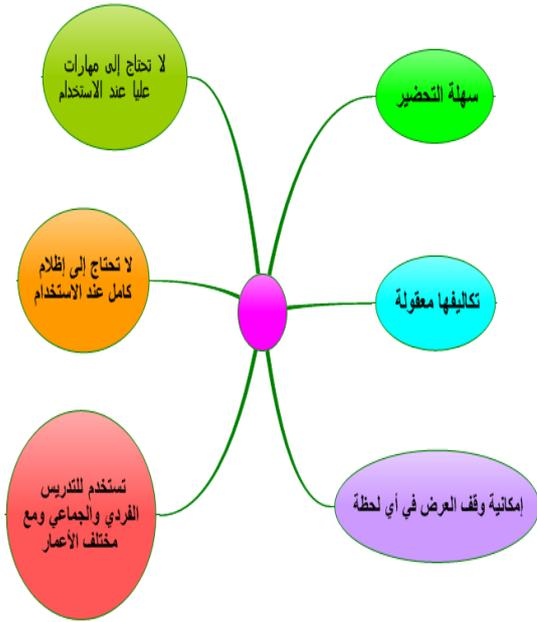 سهلة التحضير
تكاليفها معقولة
إمكانية وقف العرض في أي لحظة
لا تحتاج إلى مهارات
عليا عند الاستخدام
لا تحتاج إلى إظلام
كامل عند الاستخدام
تستخدم للتدريس
الفردي والجماعي ومع
مختلف الأعمار